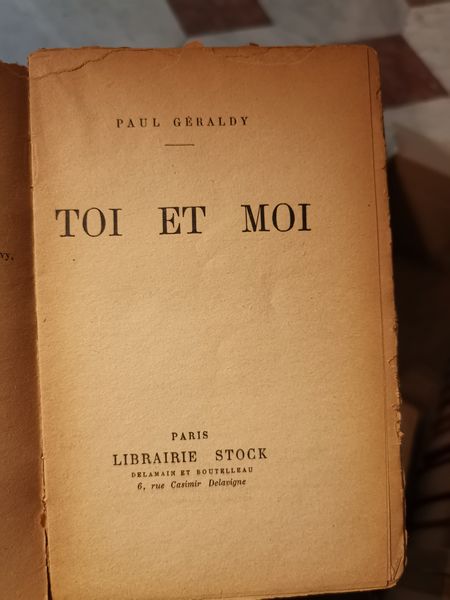 PAUL GÉRALDY
TOI ET MOI
PARIS
LIBRAIRIE STOCK
DELAMAIN ET BOUTELLEAU
6, rue Casimir Delavigne